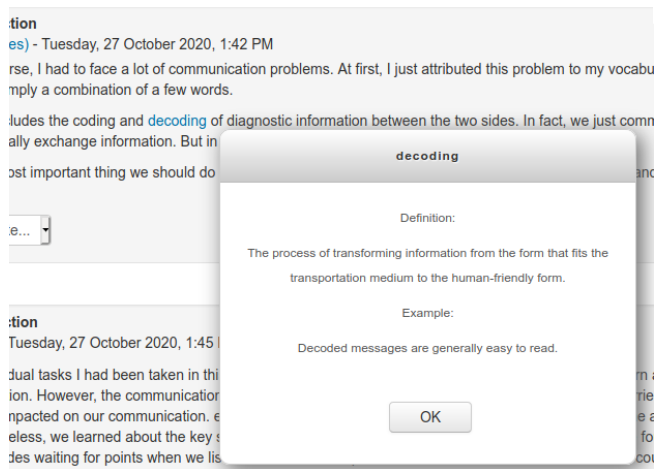 ction
es) - Tuesday, 27 October 2020, 1:42 PM
rse, I had to face a lot of communication problems. At first, I just attributed this problem to my vocabu
mply a combination of a few words.
cludes the coding and decoding of diagnostic information between the two sides. In fact, we just comm
ally exchange information. But in
ost important thing we should do
and
te...
decoding
Definition:
The process of transforming information from the form that fits the
transportation medium to the human-friendly form.
Example:
Decoded messages are generally easy to read.
OK
ction
Tuesday, 27 October 2020, 1:45
dual tasks I had been taken in thi
ion. However, the communication
mpacted on our communication. e
eless, we learned about the key s
des waiting for points when we lis